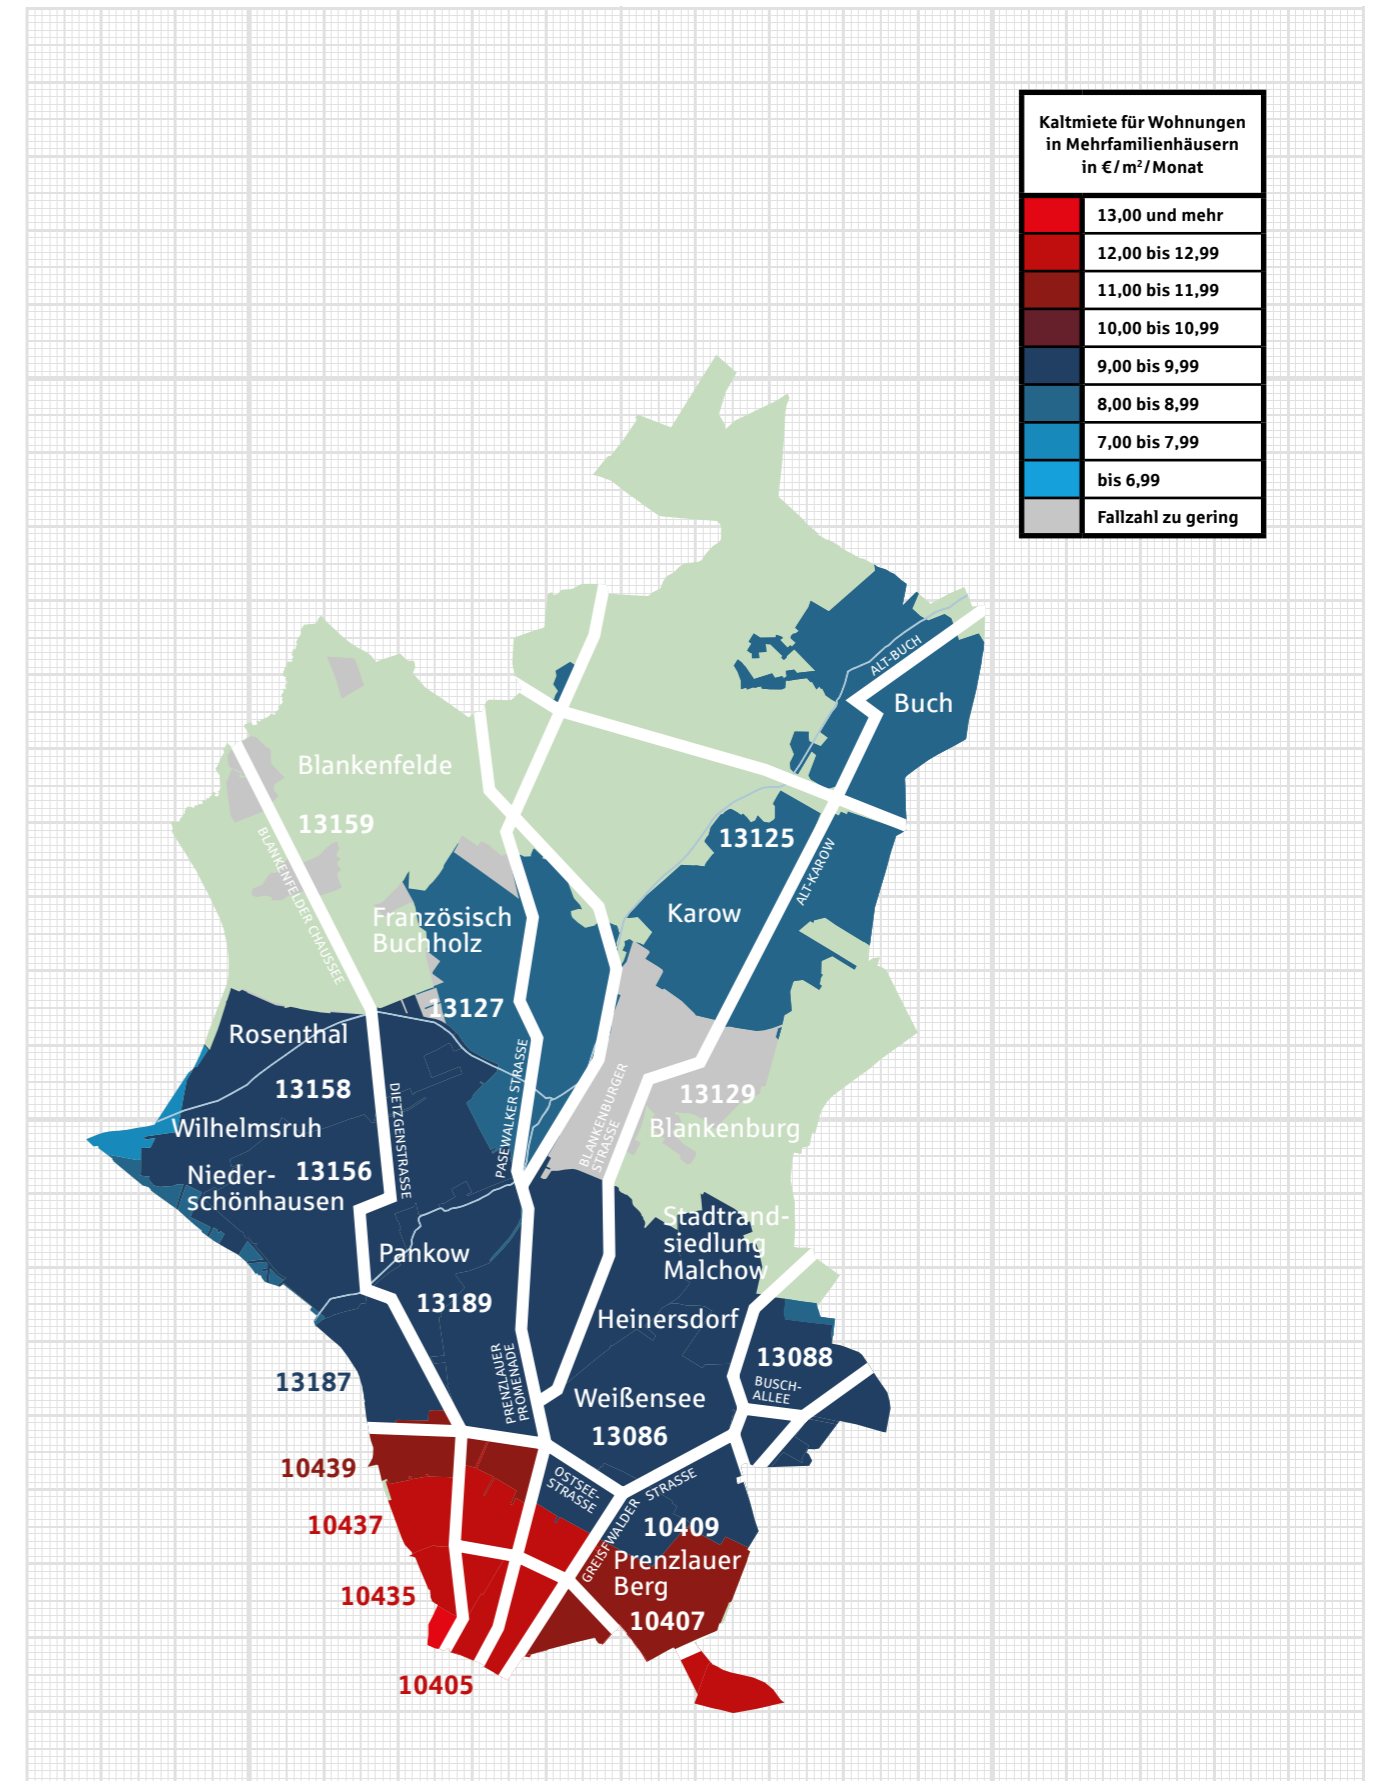 Kaltmiete für Wohnungen
in Mehrfamilienhäusern
in €/m²/Monat
13,00 und mehr
12,00 bis 12,99
11,00 bis 11,99
10,00 bis 10,99
9,00 bis 9,99
8,00 bis 8,99
7,00 bis 7,99
bis 6,99
Fallzahl zu gering
ALT-BUCH
Buch
Blankenfelde
13159
BLANKENFELDER CHAUSSEE
13125
ALT-KAROW
Karow
Französisch
Buchholz
13127
Rosenthal
13158
DIETZGENSTRASSE
PASEWALKER STRASSE
BLANKENBURGER
STRASSE
13129
Blankenburg
Wilhelmsruh
Nieder-
schönhausen
13156
Pankow
13189
Stadtrand-
siedlung
Malchow
Heinersdorf
13088
BUSCH-
ALLEE
13187
PRENZLAUER
PROMENADE
Weißensee
13086
10439
OSTSEE-
STRASSE
GREISFWALDER STRASSE
10437
10409
Prenzlauer
Berg
10435
10407
10405